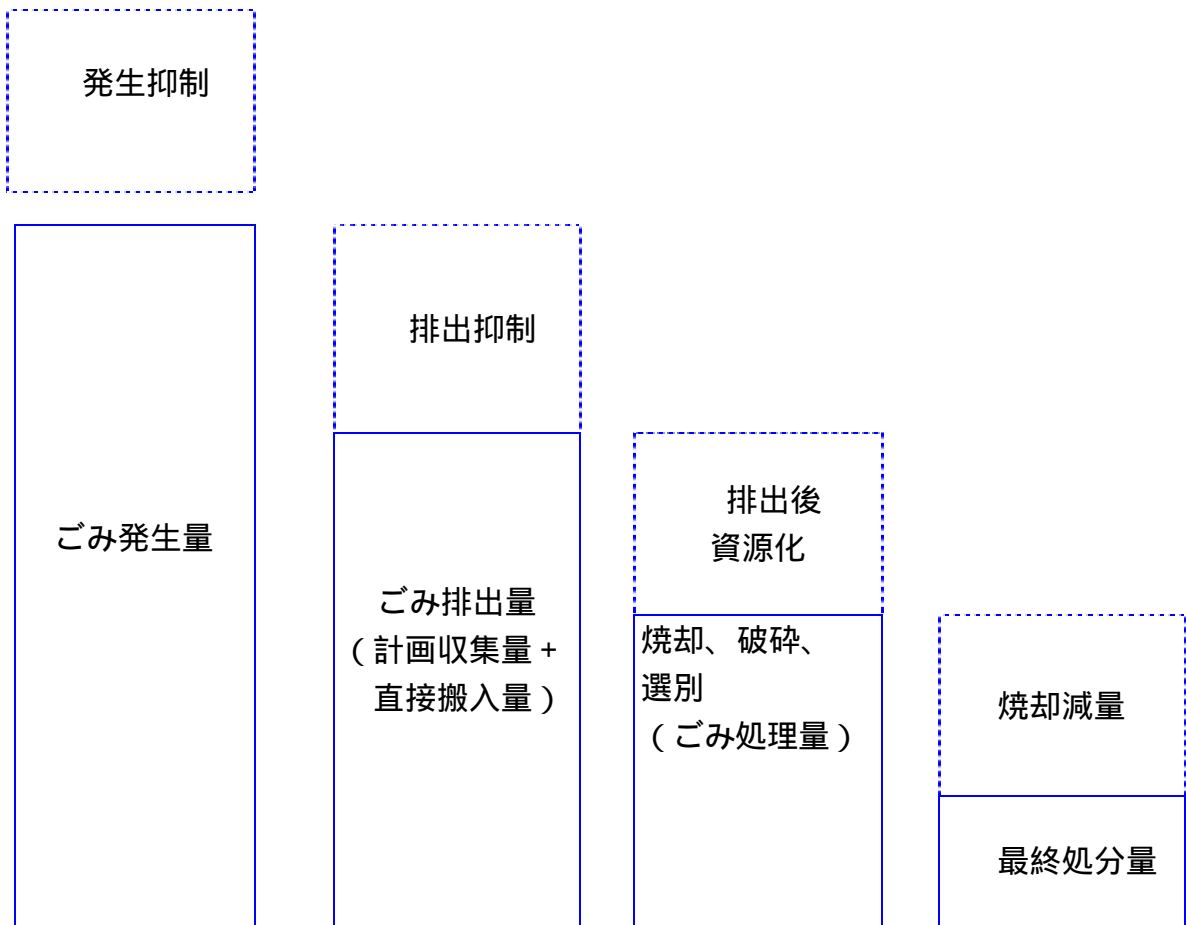 発生抑制
ごみ発生量
排出抑制
ごみ排出量
(計画収集量+
直接搬入量)
排出後
資源化
焼却、破砕、
選別
(ごみ処理量)
焼却減量
最終処分量